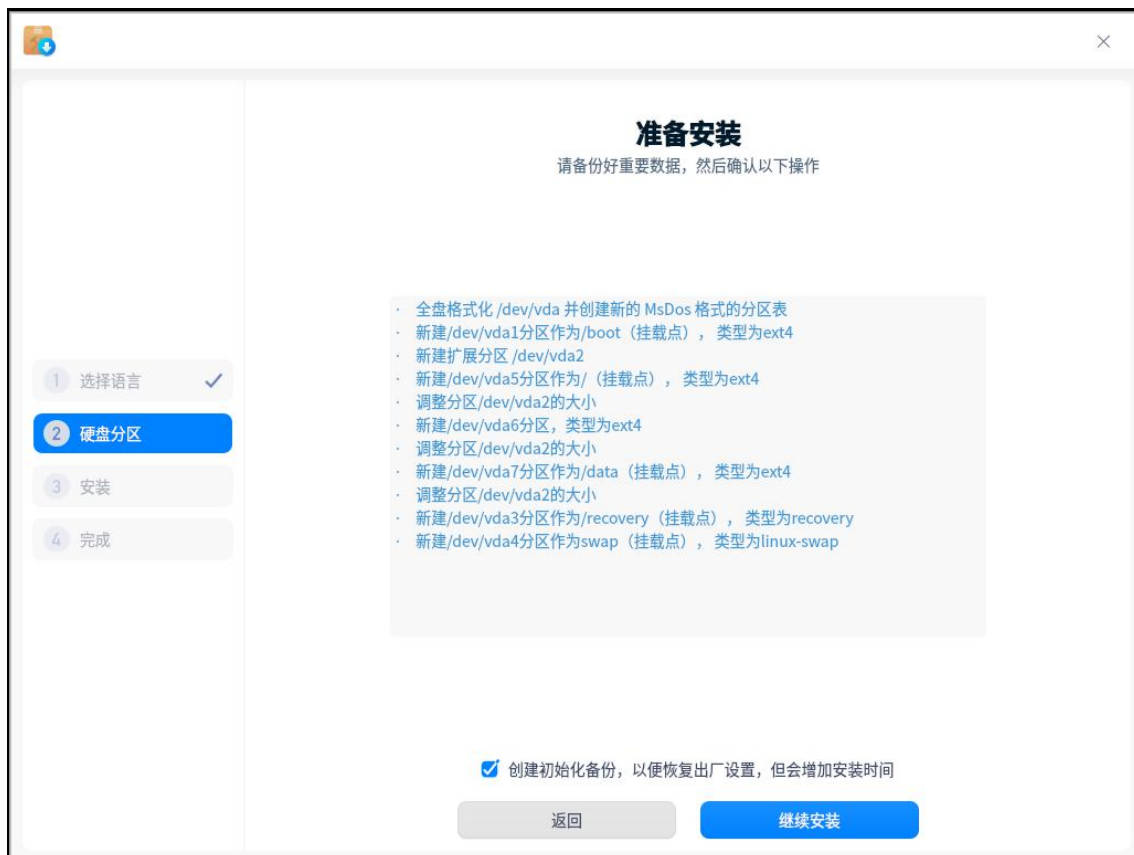 准备安装
请备份好重要数据，然后确认以下操作
· 全盘格式化 /dev/vda 并创建新的 MsDos 格式的分区表
· 新建/dev/vda1分区作为/boot（挂载点）， 类型为ext4
· 新建扩展分区 /dev/vda2
· 新建/dev/vda5分区作为/（挂载点）， 类型为ext4
· 调整分区/dev/vda2的大小
· 新建/dev/vda6分区，类型为ext4
· 调整分区/dev/vda2的大小
· 新建/dev/vda7分区作为/data（挂载点）， 类型为ext4
· 调整分区/dev/vda2的大小
· 新建/dev/vda3分区作为/recovery（挂载点）， 类型为recovery
· 新建/dev/vda4分区作为swap（挂载点）， 类型为linux-swap
1 选择语言
2 硬盘分区
3 安装
4 完成
创建初始化备份，以便恢复出厂设置，但会增加安装时间
返回
继续安装